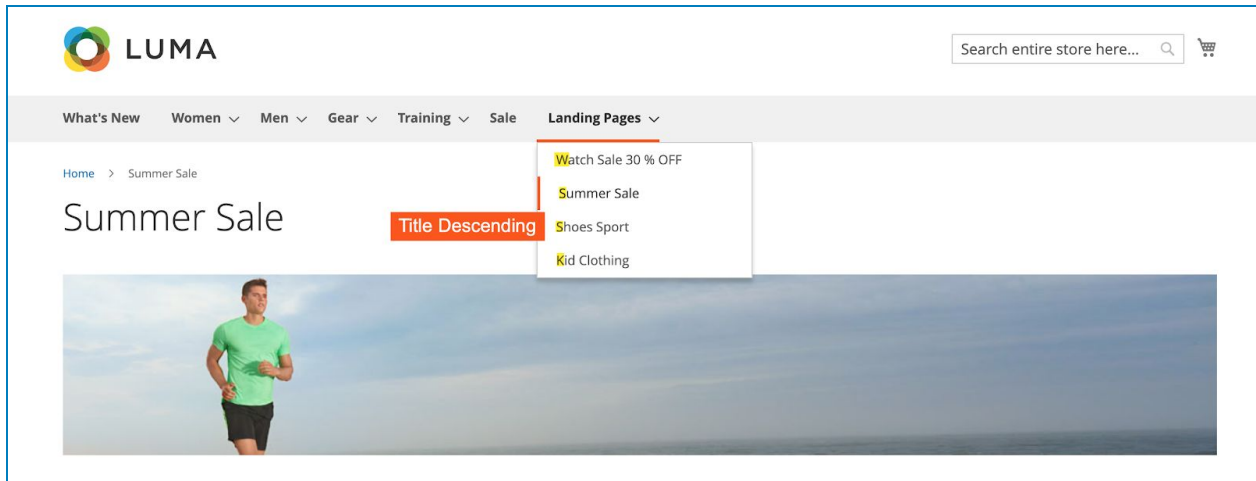 LUMA
Search entire store here...
What's New Women Men Gear Training Sale Landing Pages
Watch Sale 30 % OFF
Home > Summer Sale
Summer Sale
Summer Sale
Title Descending
Shoes Sport
Kid Clothing